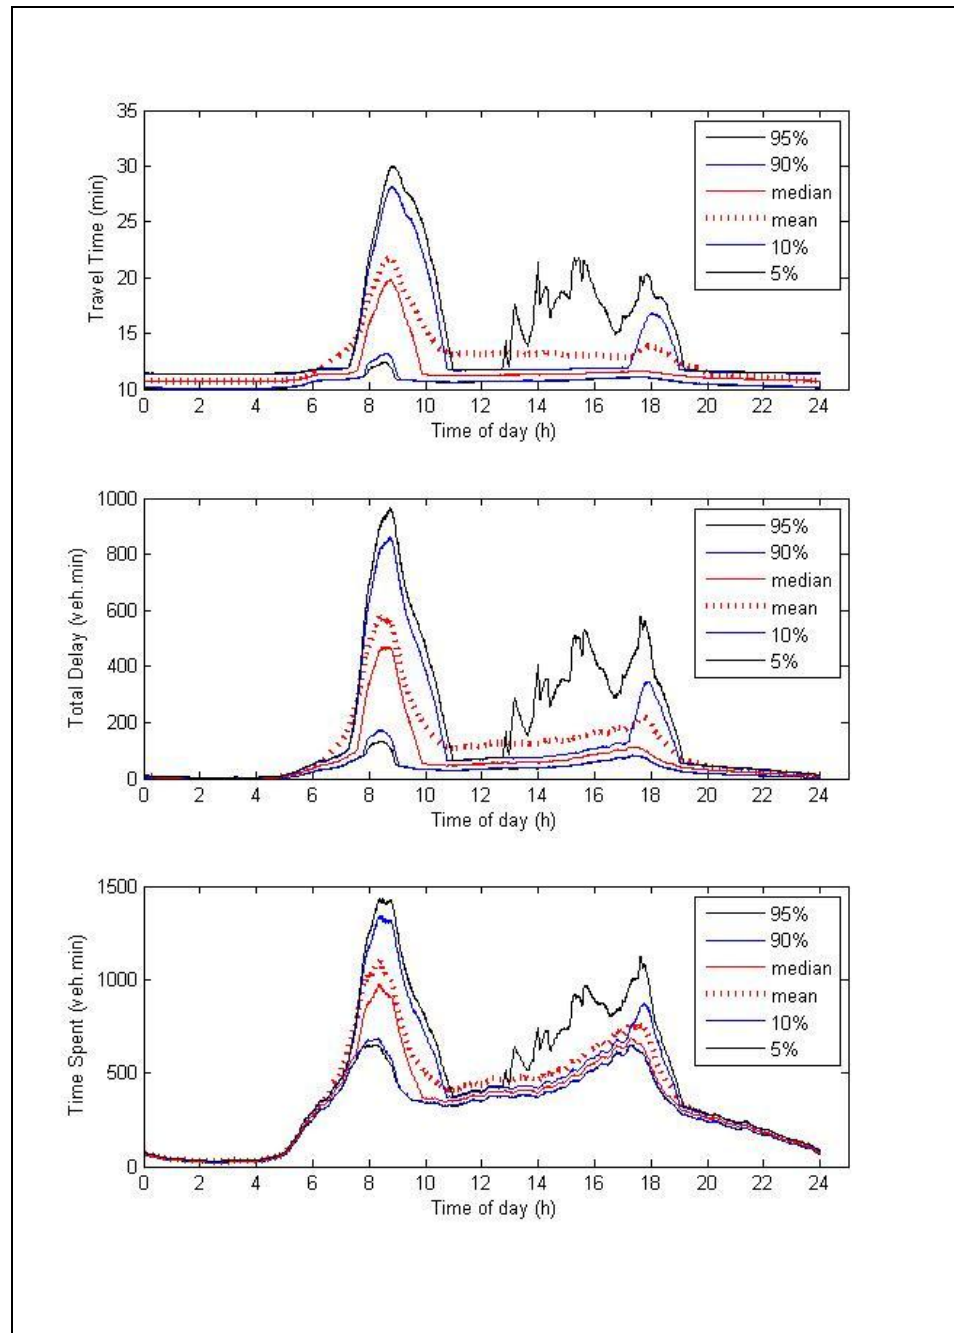 35
30
25
20
15
10
Travel Time (min)
0 2 4 6 8 10 12 14 16 18 20 22 24
Time of day (h)
95%
90%
median
mean
10%
5%
1000
800
600
400
200
0
Total Delay (veh.min)
0 2 4 6 8 10 12 14 16 18 20 22 24
Time of day (h)
95%
90%
median
mean
10%
5%
1500
1000
500
0
Time Spent (veh.min)
0 2 4 6 8 10 12 14 16 18 20 22 24
Time of day (h)
95%
90%
median
mean
10%
5%